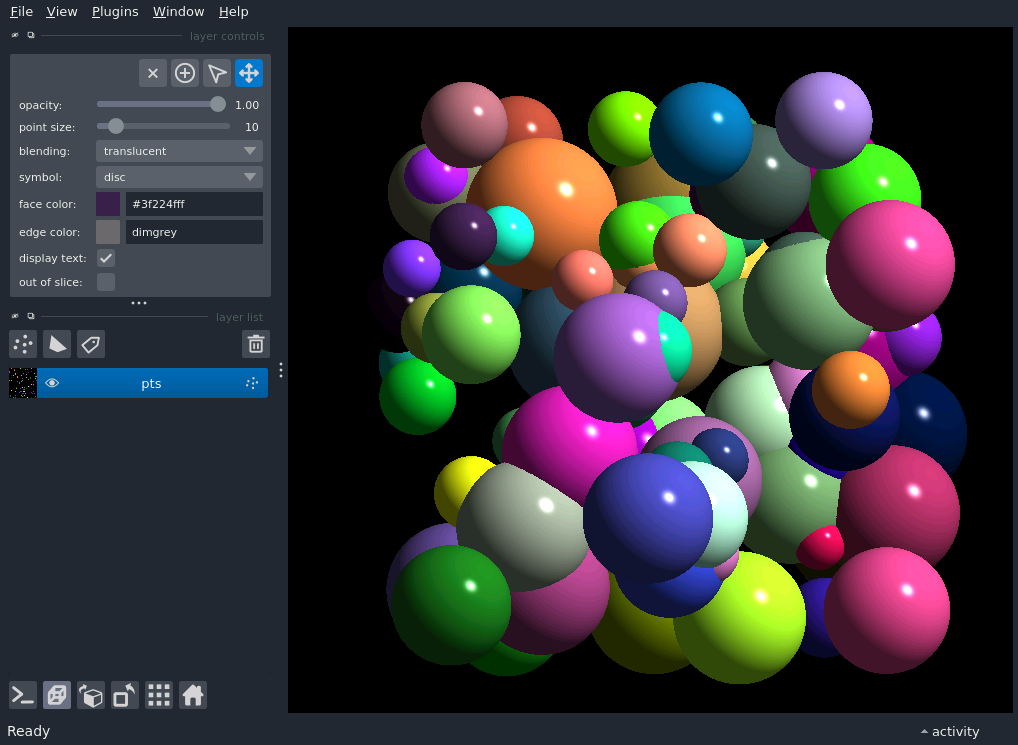 File View Plugins Window Help
layer controls
opacity: 1.00
point size: 10
blending: translucent
symbol: disc
face color: #3f224fff
edge color: dimgrey
display text:
out of slice:
layer list
pts
Ready
activity